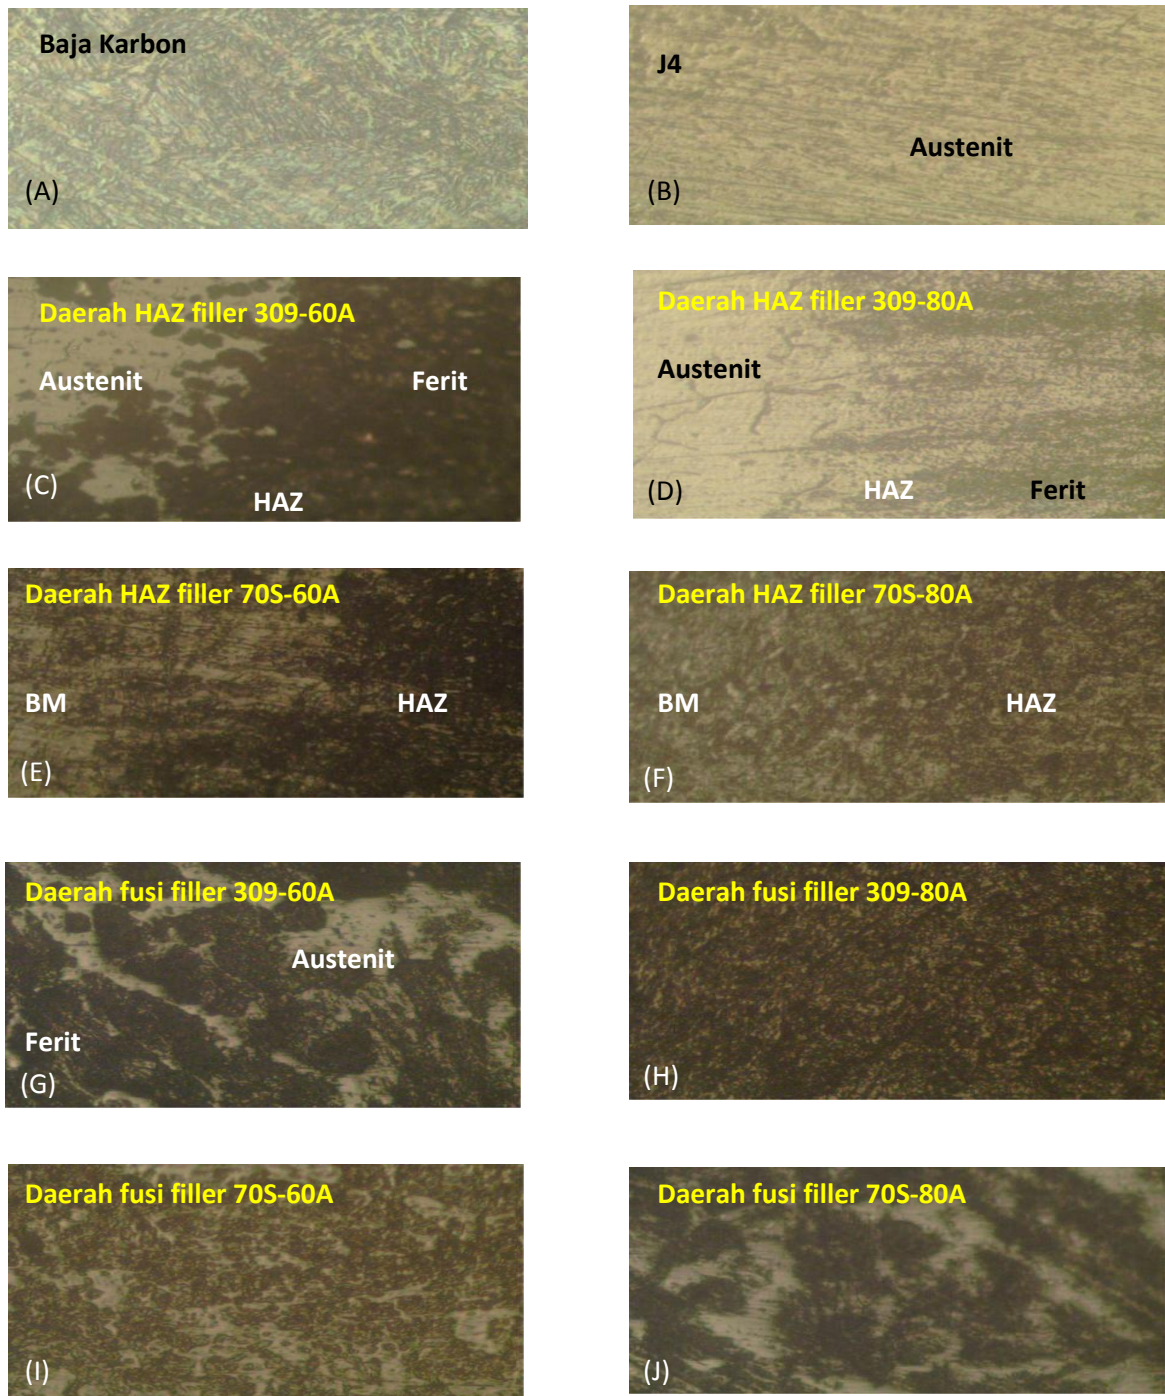 Baja Karbon
(A)
J4
Austenit
(B)
Daerah HAZ filler 309-60A
Austenit
Ferit
(C)
HAZ
Daerah HAZ filler 309-80A
Austenit
(D)
HAZ
Ferit
Daerah HAZ filler 70S-60A
BM
HAZ
(E)
Daerah HAZ filler 70S-80A
BM
HAZ
(F)
Daerah fusi filler 309-60A
Austenit
Ferit
(G)
Daerah fusi filler 309-80A
(H)
Daerah fusi filler 70S-60A
(I)
Daerah fusi filler 70S-80A
(J)